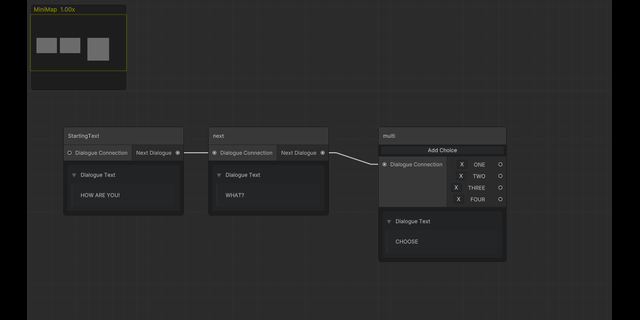 MiniMap 1.00x
StartingText
Dialogue Connection Next Dialogue
Dialogue Text
HOW ARE YOU!
next
Dialogue Connection Next Dialogue
Dialogue Text
WHAT?
multi
Add Choice
Dialogue Connection
X ONE
X TWO
X THREE
X FOUR
Dialogue Text
CHOOSE